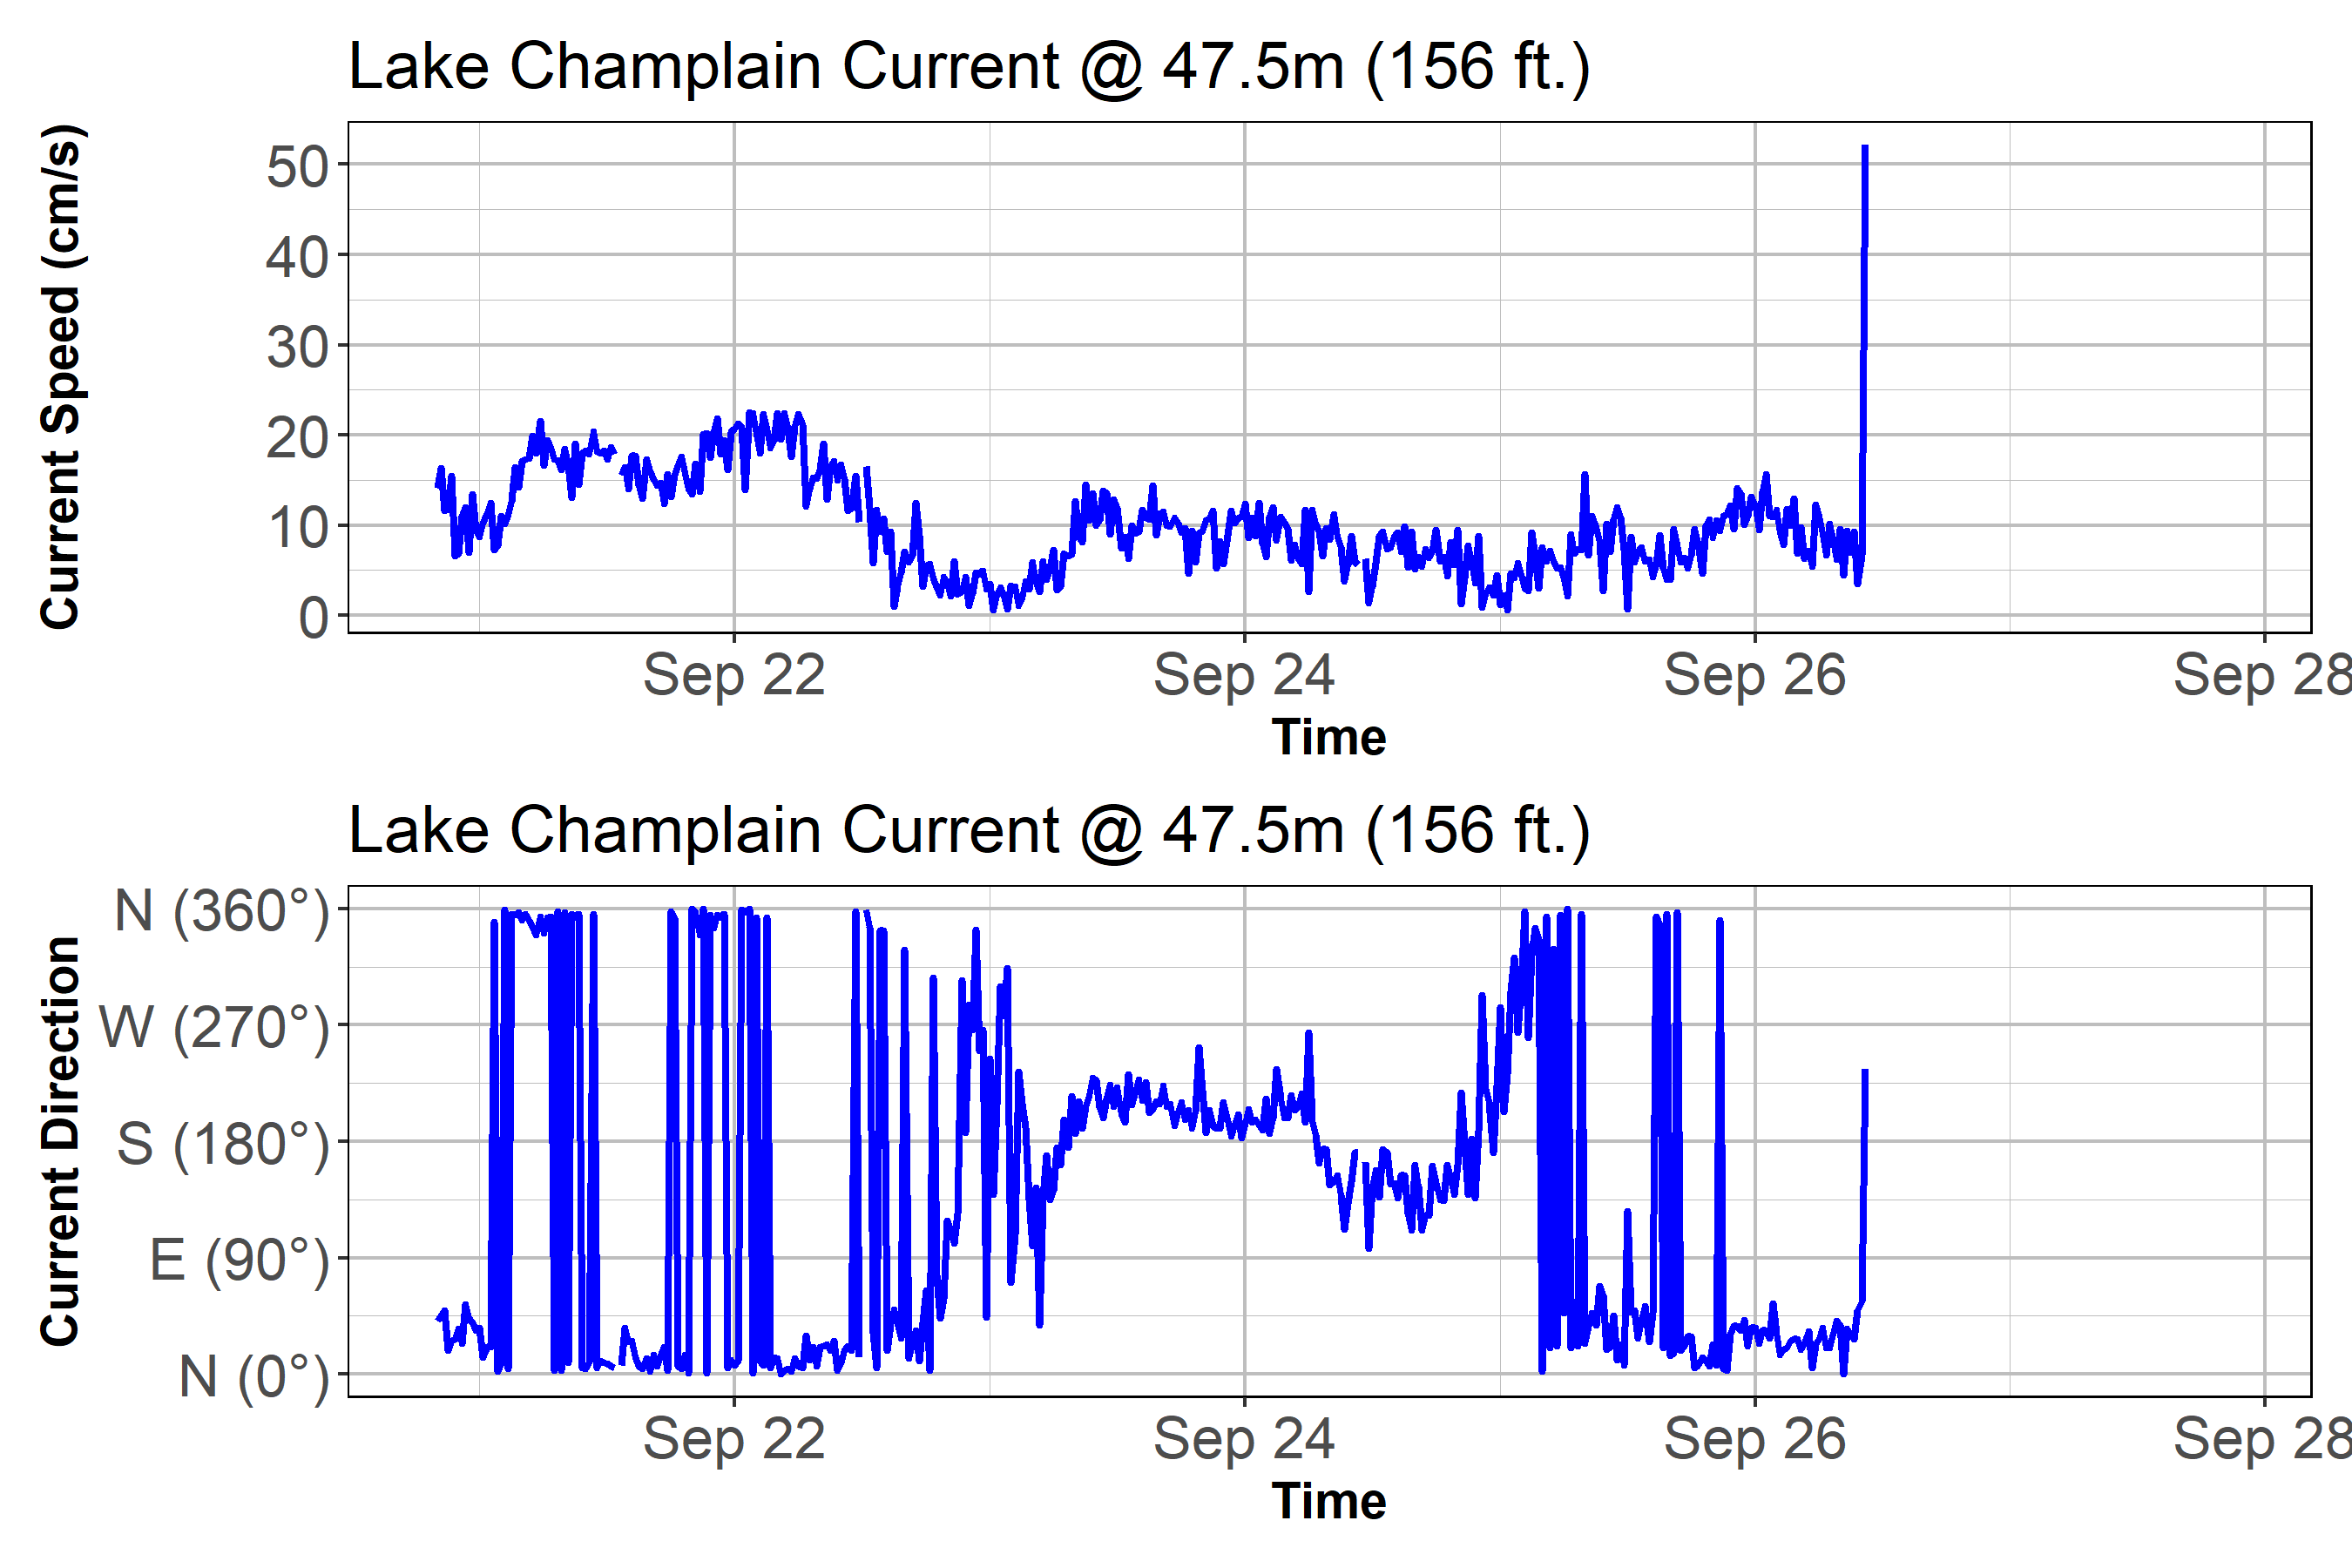 Lake Champlain Current @ 47.5m (156 ft.)
Current Speed (cm/s)
50
40
30
20
10
0
Sep 22 Sep 24 Sep 26 Sep 28
Time
Lake Champlain Current @ 47.5m (156 ft.)
Current Direction
N (360°)
W (270°)
S (180°)
E (90°)
N (0°)
Sep 22 Sep 24 Sep 26 Sep 28
Time